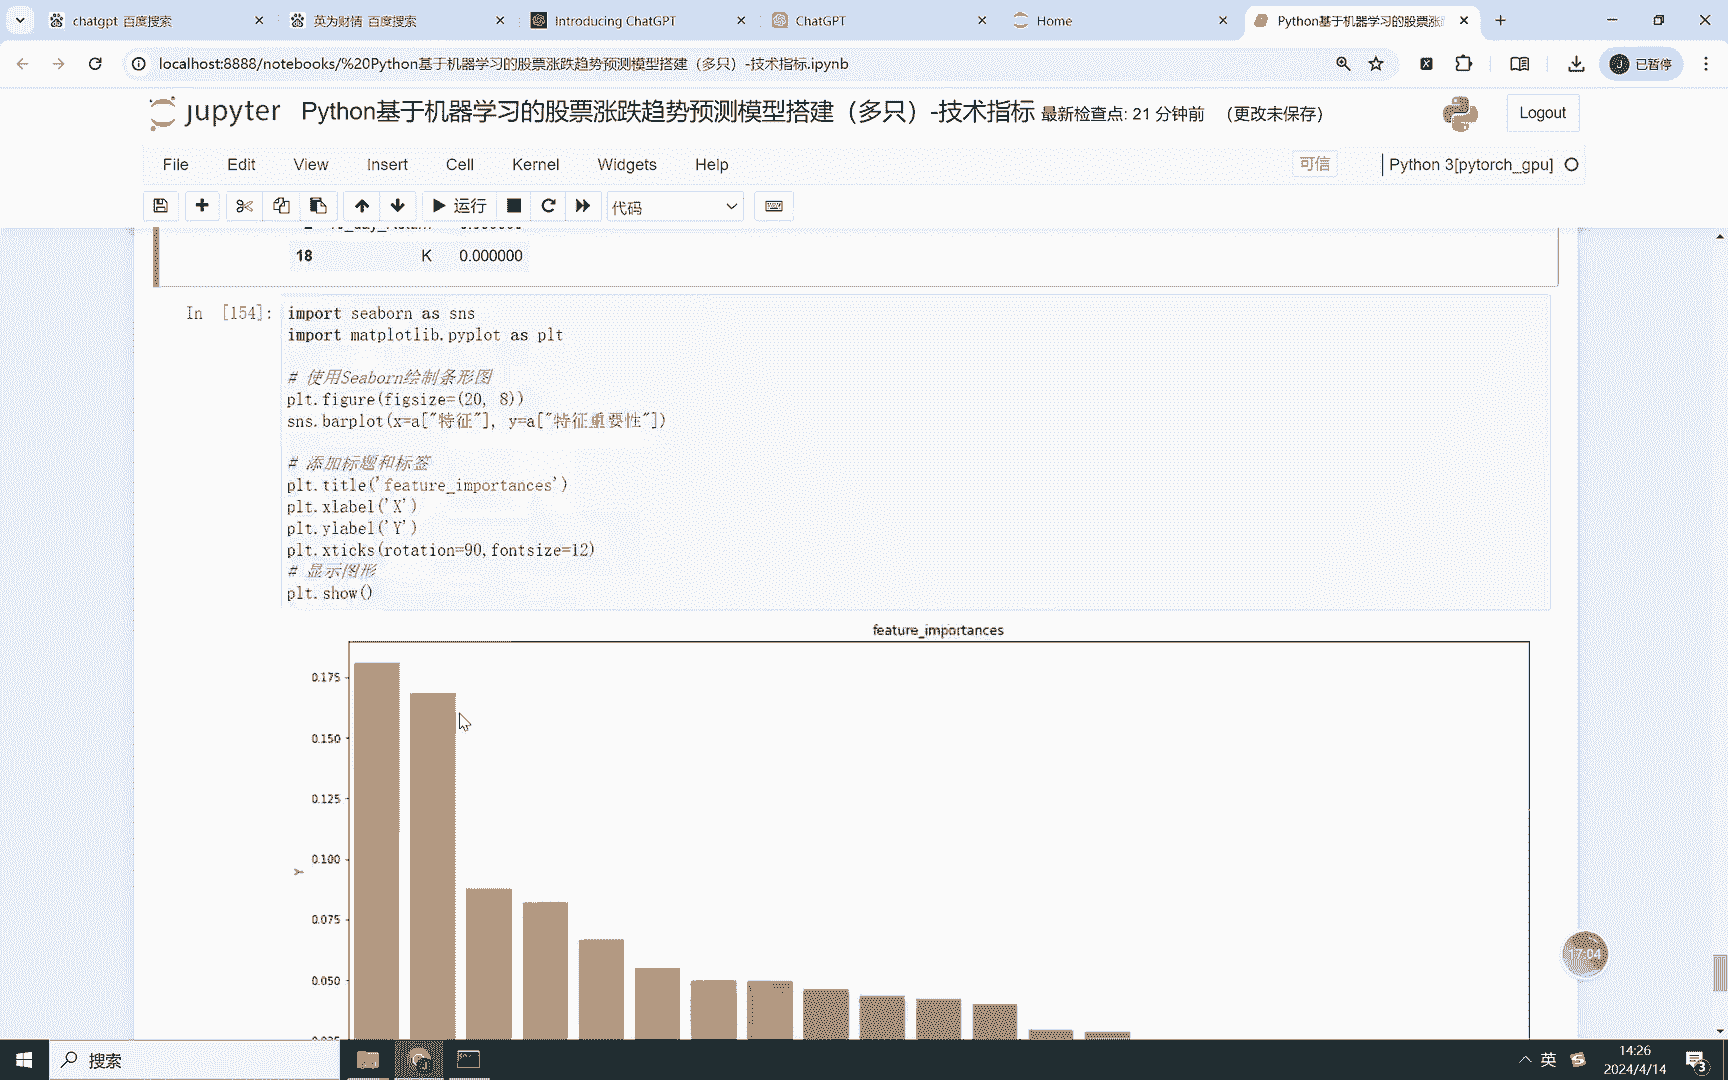 chatgpt 百度搜索
英为财情 百度搜索
Introducing ChatGPT
ChatGPT
Home
Python基于机器学习的股票涨
localhost:8888/notebooks/%20Python基于机器学习的股票涨跌趋势预测模型搭建（多只）-技术指标.ipynb
已暂停
jupyter Python基于机器学习的股票涨跌趋势预测模型搭建（多只）-技术指标 最新检查点: 21 分钟前 （更改未保存）
Logout
File Edit View Insert Cell Kernel Widgets Help
可信
Python 3[pytorch_gpu]
运行
代码
18 K 0.000000
In [154]:
import seaborn as sns
import matplotlib.pyplot as plt
# 使用Seaborn绘制条形图
plt.figure(figsize=(20, 8))
sns.barplot(x=a["特征"], y=a["特征重要性"])
# 添加标题和标签
plt.title('feature_importances')
plt.xlabel('X')
plt.ylabel('Y')
plt.xticks(rotation=90,fontsize=12)
# 显示图形
plt.show()
feature_importances
0.175
0.150
0.125
0.100
Y
0.075
0.050
17:04
搜索
英
14:26
2024/4/14
3